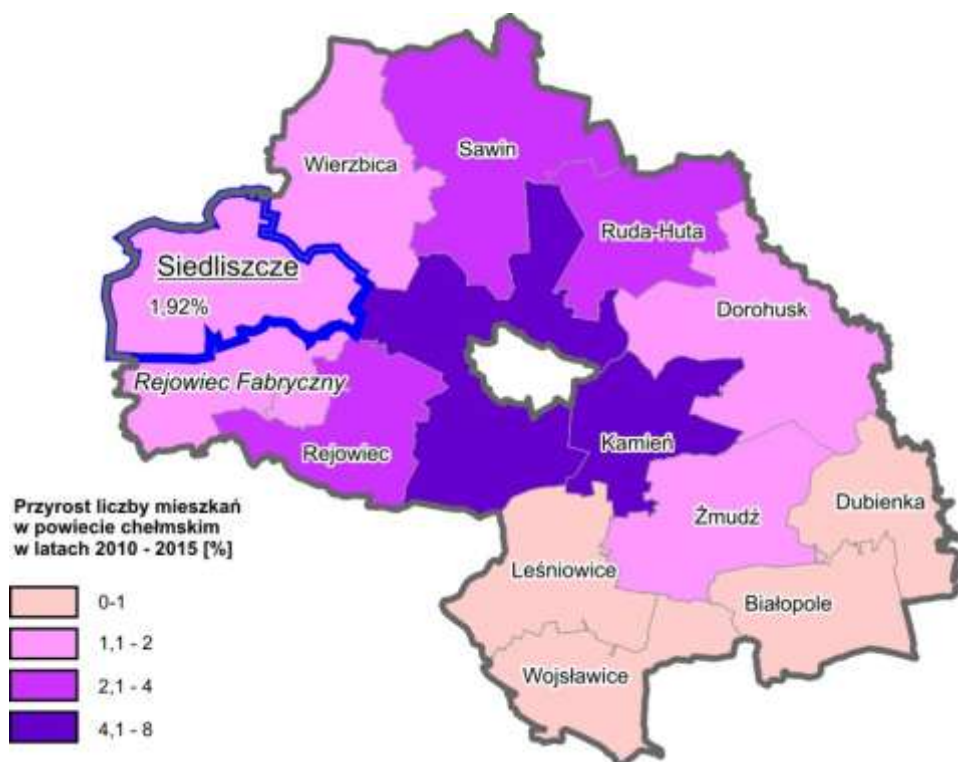 Sawin
Wierzbica
Ruda-Huta
Siedliszcze
1,92%
Dorohusk
Rejowiec Fabryczny
Kamień
Rejowiec
Przyrost liczby mieszkań
w powiecie chełmskim
w latach 2010 - 2015 [%]
Dubienka
Żmudź
Leśniowice
Białopole
Wojsławice
0-1
1,1 - 2
2,1 - 4
4,1 - 8